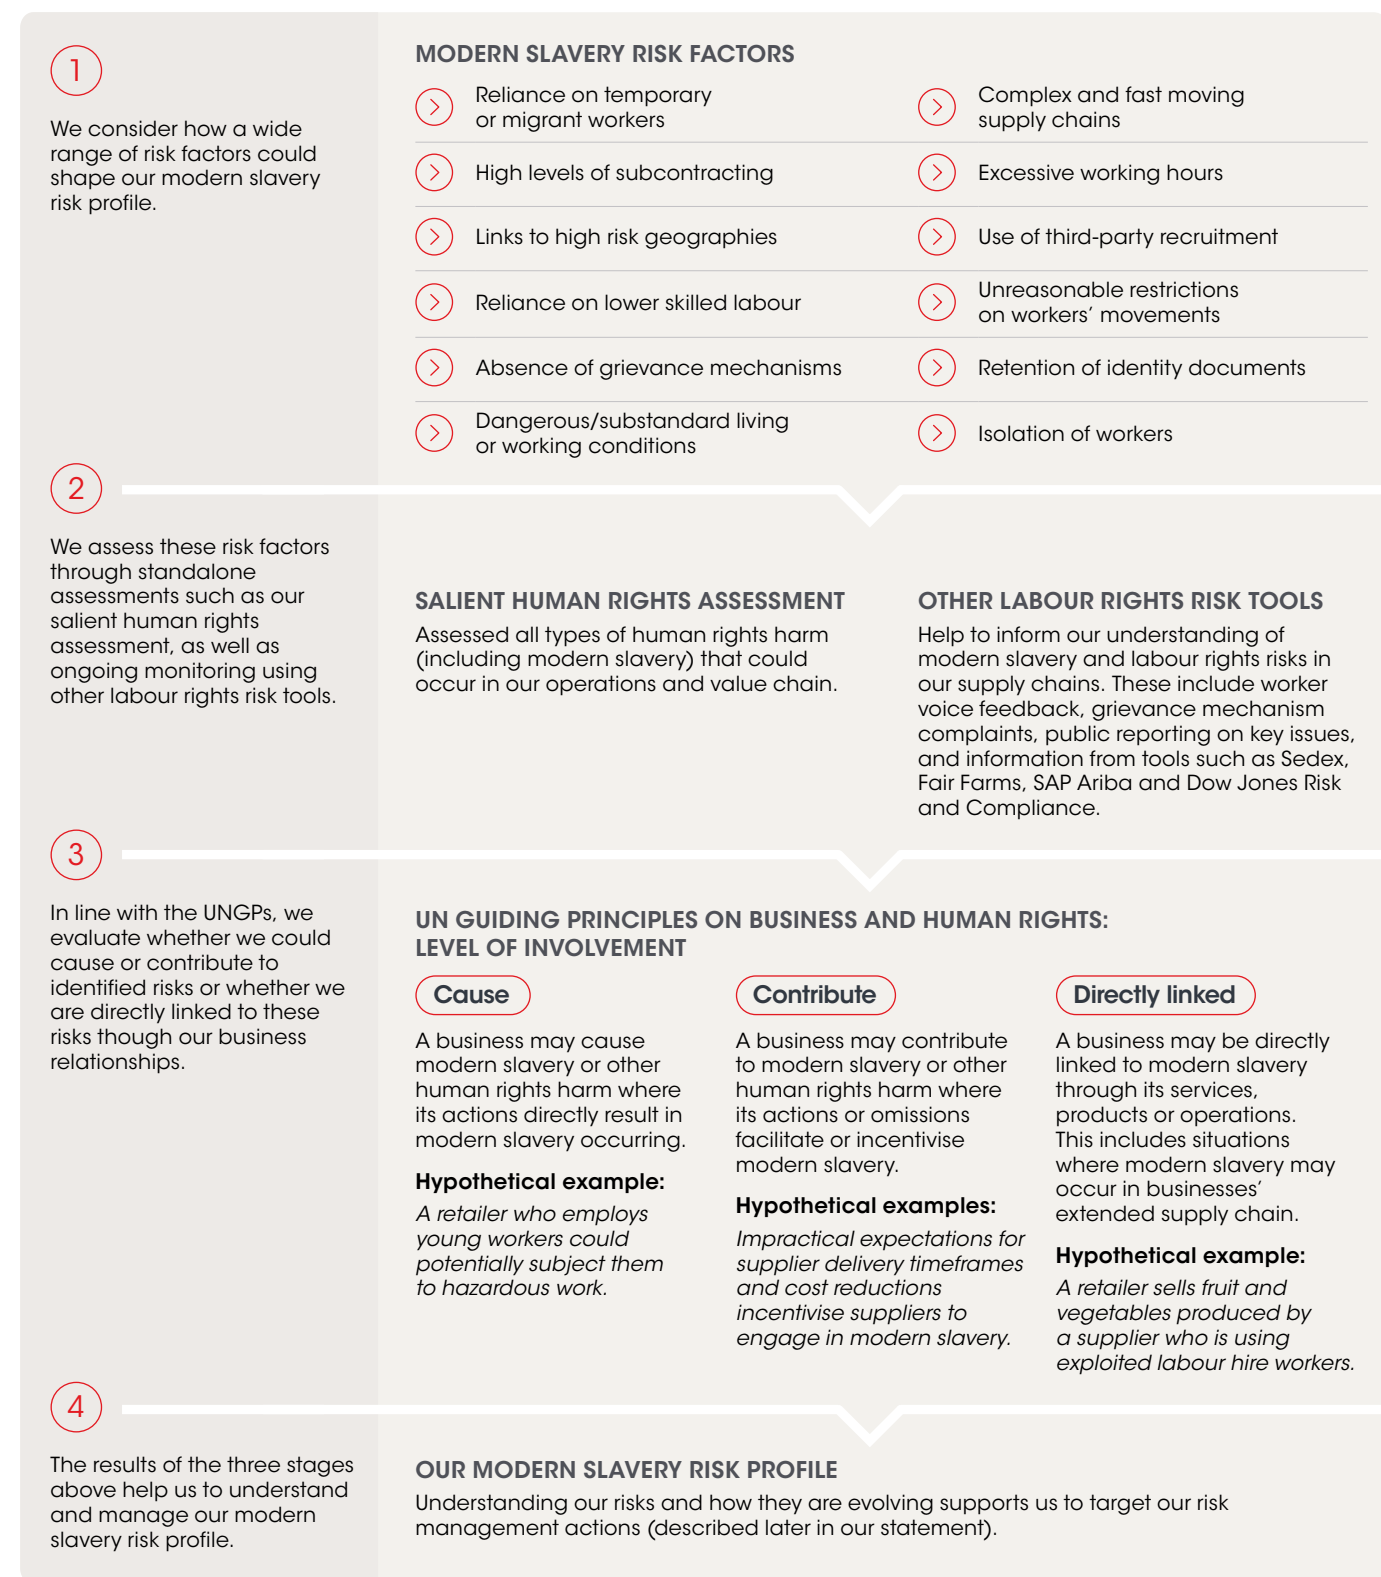 1
We consider how a wide
range of risk factors could
shape our modern slavery
risk profile.
MODERN SLAVERY RISK FACTORS
Reliance on temporary
or migrant workers
Complex and fast moving
supply chains
High levels of subcontracting
Excessive working hours
Links to high risk geographies
Use of third-party recruitment
Reliance on lower skilled labour
Unreasonable restrictions
on workers’ movements
Absence of grievance mechanisms
Retention of identity documents
Dangerous/substandard living
or working conditions
Isolation of workers
2
We assess these risk factors
through standalone
assessments such as our
salient human rights
assessment, as well as
ongoing monitoring using
other labour rights risk tools.
SALIENT HUMAN RIGHTS ASSESSMENT
Assessed all types of human rights harm
(including modern slavery) that could
occur in our operations and value chain.
OTHER LABOUR RIGHTS RISK TOOLS
Help to inform our understanding of
modern slavery and labour rights risks in
our supply chains. These include worker
voice feedback, grievance mechanism
complaints, public reporting on key issues,
and information from tools such as Sedex,
Fair Farms, SAP Ariba and Dow Jones Risk
and Compliance.
3
In line with the UNGPs, we
evaluate whether we could
cause or contribute to
identified risks or whether we
are directly linked to these
risks though our business
relationships.
UN GUIDING PRINCIPLES ON BUSINESS AND HUMAN RIGHTS:
LEVEL OF INVOLVEMENT
Cause
A business may cause
modern slavery or other
human rights harm where
its actions directly result in
modern slavery occurring.
Hypothetical example:
A retailer who employs
young workers could
potentially subject them
to hazardous work.
Contribute
A business may contribute
to modern slavery or other
human rights harm where
its actions or omissions
facilitate or incentivise
modern slavery.
Hypothetical examples:
Impractical expectations for
supplier delivery timeframes
and cost reductions
incentivise suppliers to
engage in modern slavery.
Directly linked
A business may be directly
linked to modern slavery
through its services,
products or operations.
This includes situations
where modern slavery may
occur in businesses’
extended supply chain.
Hypothetical example:
A retailer sells fruit and
vegetables produced by
a supplier who is using
exploited labour hire workers.
4
The results of the three stages
above help us to understand
and manage our modern
slavery risk profile.
OUR MODERN SLAVERY RISK PROFILE
Understanding our risks and how they are evolving supports us to target our risk
management actions (described later in our statement).